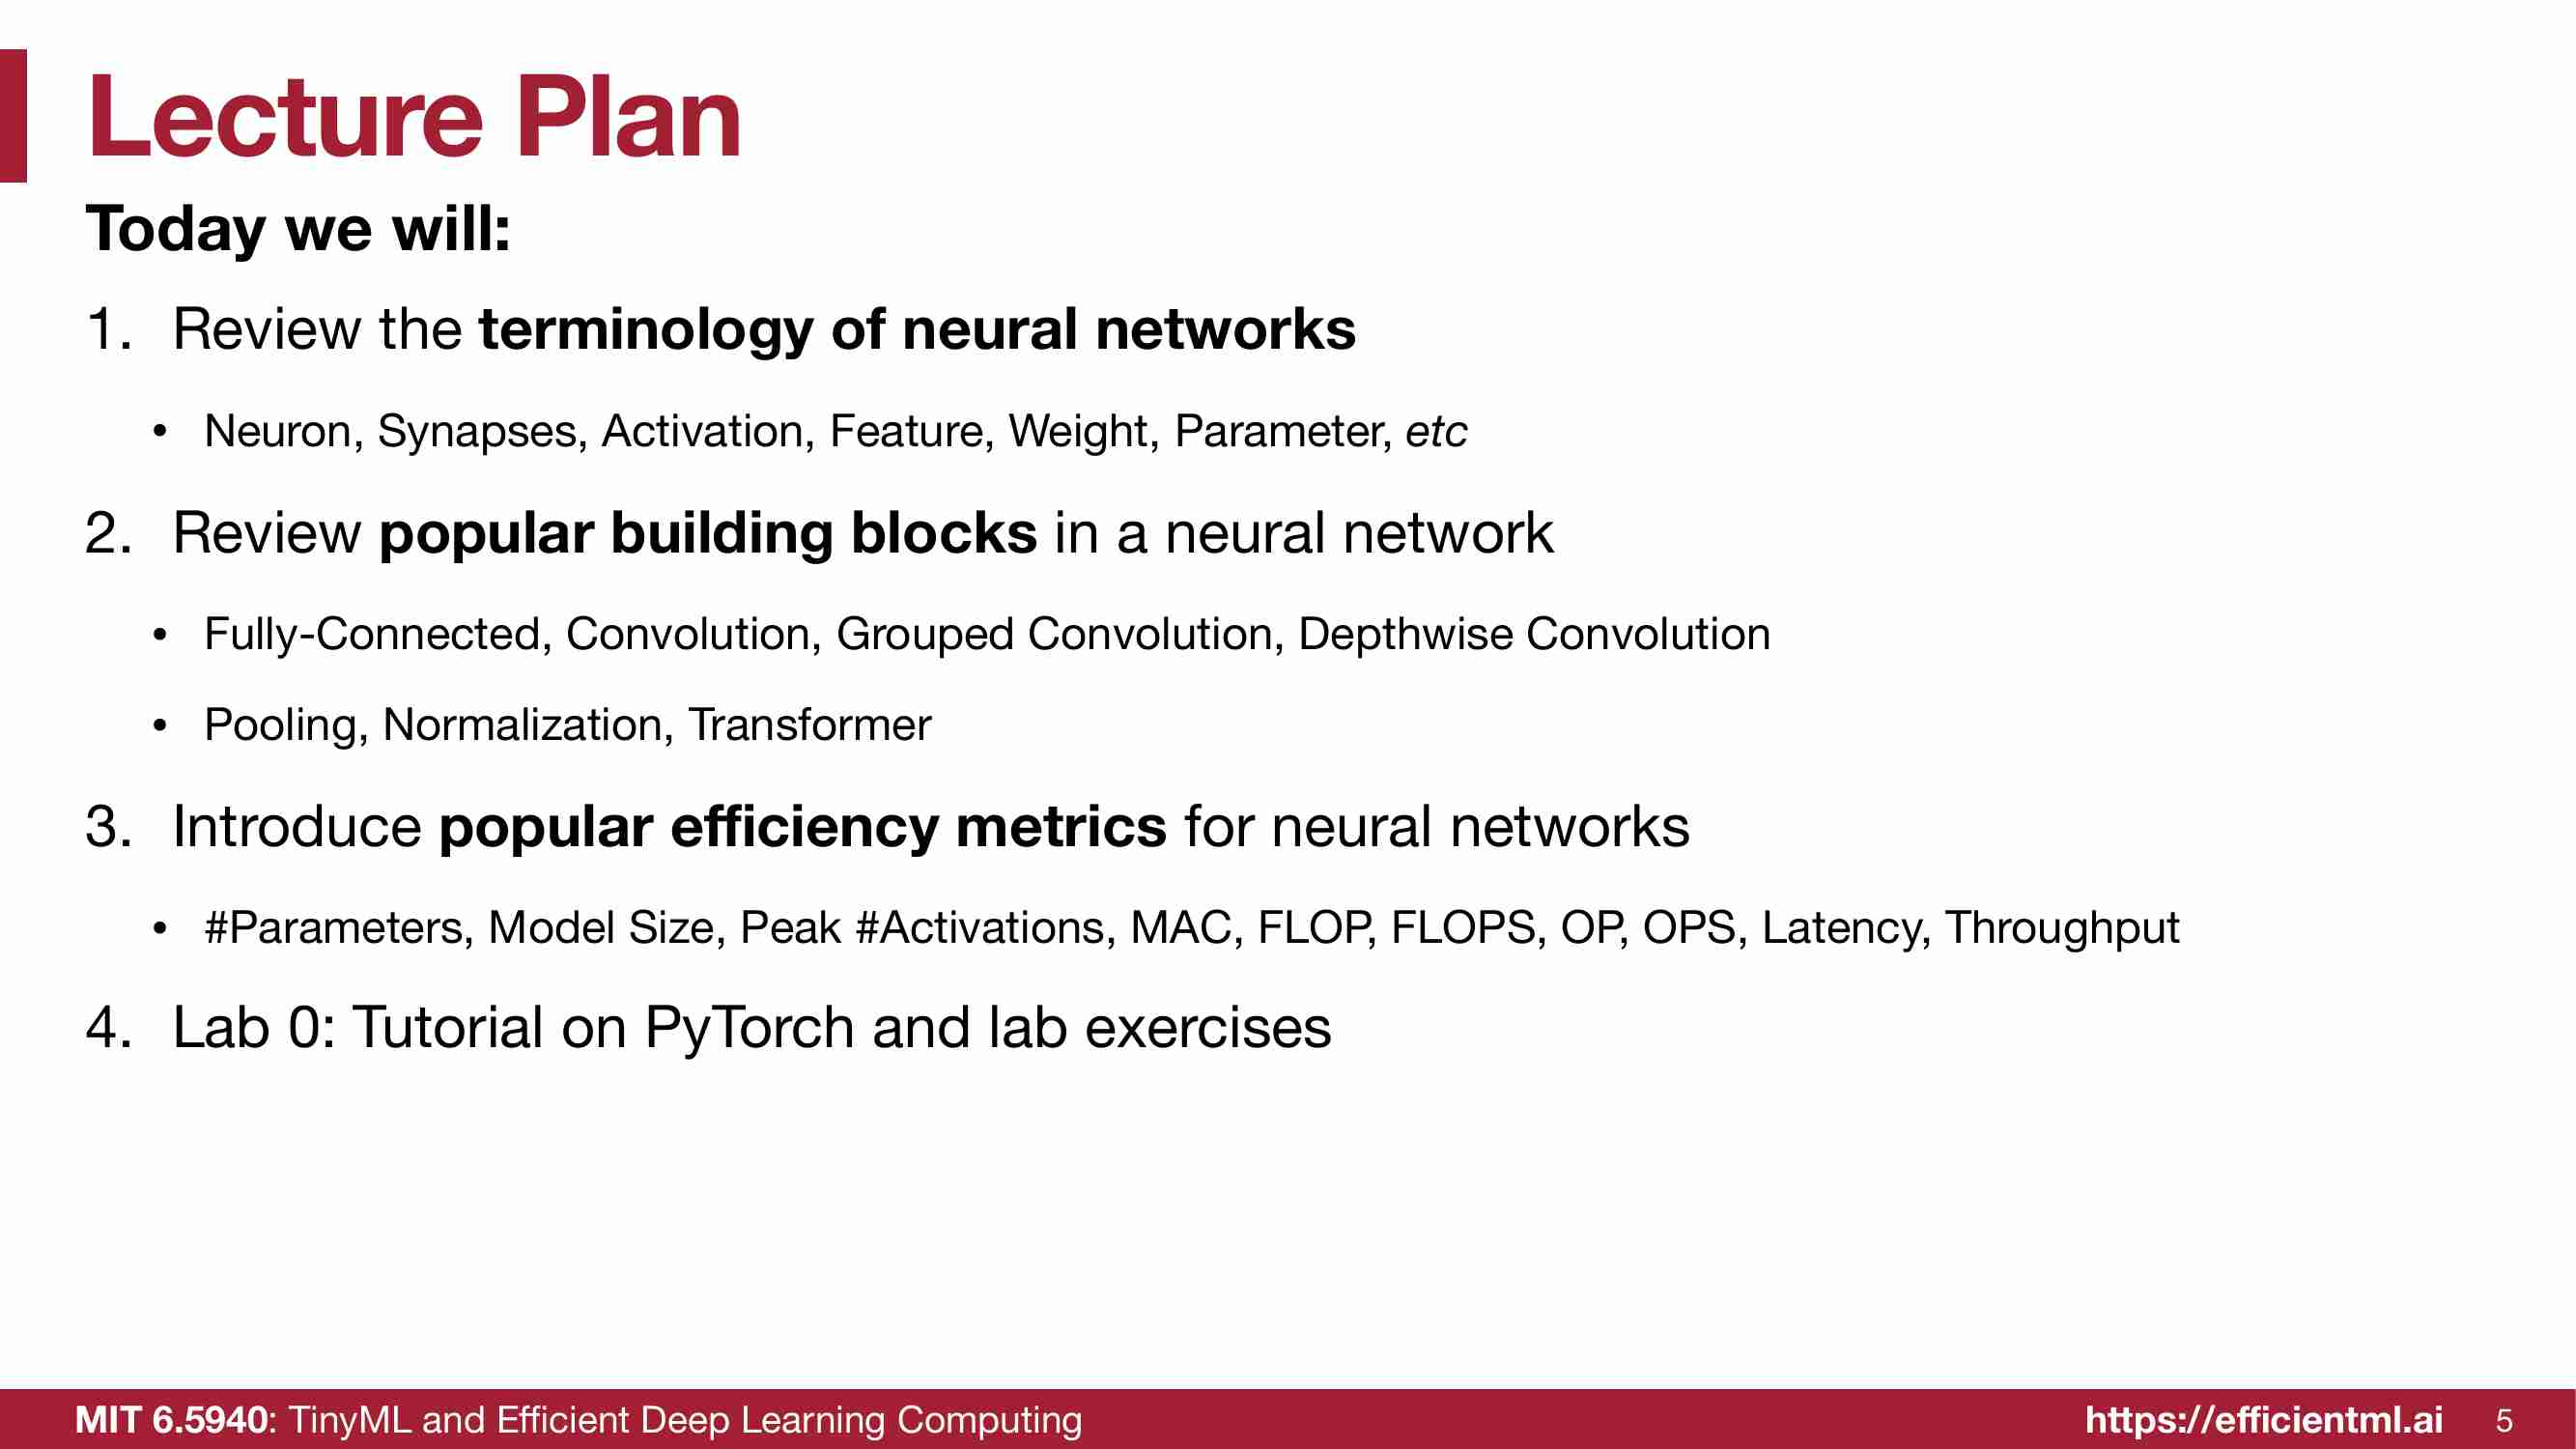 Lecture Plan
Today we will:
1. Review the terminology of neural networks
• Neuron, Synapses, Activation, Feature, Weight, Parameter, etc
2. Review popular building blocks in a neural network
• Fully-Connected, Convolution, Grouped Convolution, Depthwise Convolution
• Pooling, Normalization, Transformer
3. Introduce popular efficiency metrics for neural networks
• #Parameters, Model Size, Peak #Activations, MAC, FLOP, FLOPS, OP, OPS, Latency, Throughput
4. Lab 0: Tutorial on PyTorch and lab exercises
MIT 6.5940: TinyML and Efficient Deep Learning Computing
https://efficientml.ai 5